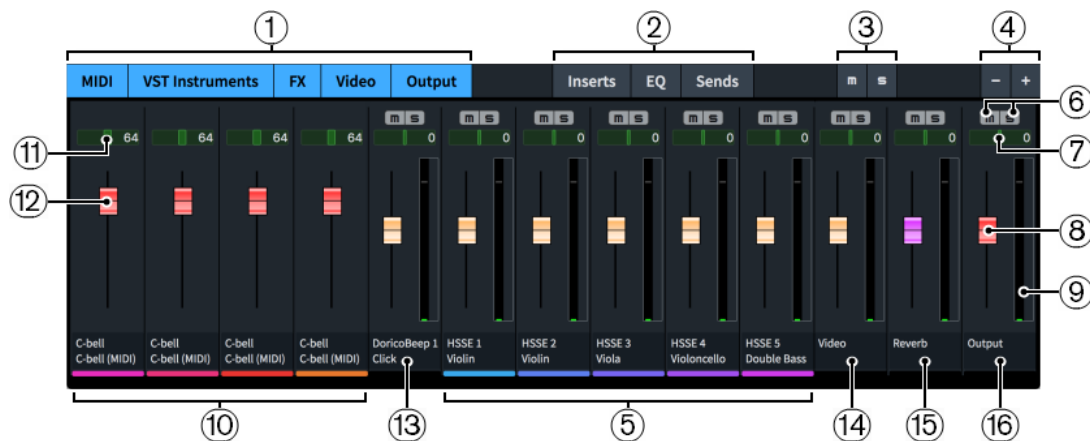 ① ② ③ ④
MIDI VST Instruments FX Video Output Inserts EQ Sends m s − +
m s m s m s m s m s m s m s m s m s ⑥
⑪ 64 64 64 64 0 0 0 0 0 0 0 0 0 ⑦
⑫
⑧
⑨
C-bell C-bell C-bell C-bell DoricoBeep 1 HSSE 1 HSSE 2 HSSE 3 HSSE 4 HSSE 5 Video Reverb Output
C-bell (MIDI) C-bell (MIDI) C-bell (MIDI) C-bell (MIDI) Click Violin Violin Viola Violoncello Double Bass
⑩ ⑬ ⑤ ⑭ ⑮ ⑯